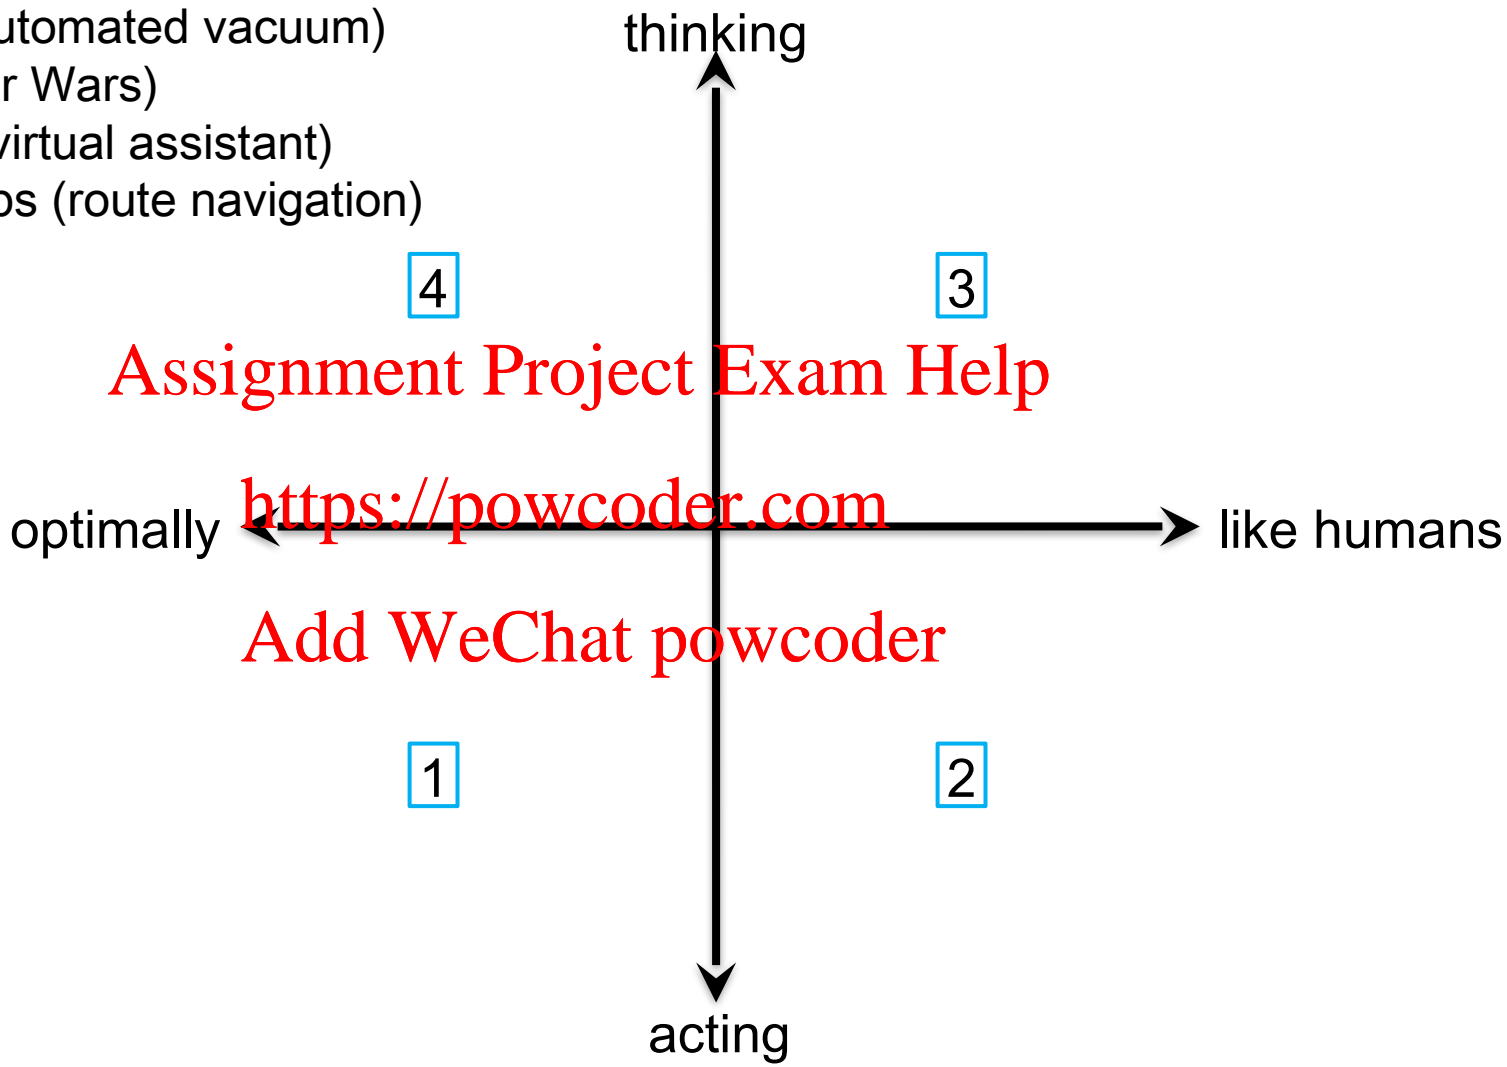 utomated vacuum)
r Wars)
virtual assistant)
os (route navigation)
thinking
4
3
Assignment Project Exam Help
https://powcoder.com
optimally
like humans
Add WeChat powcoder
1
2
acting